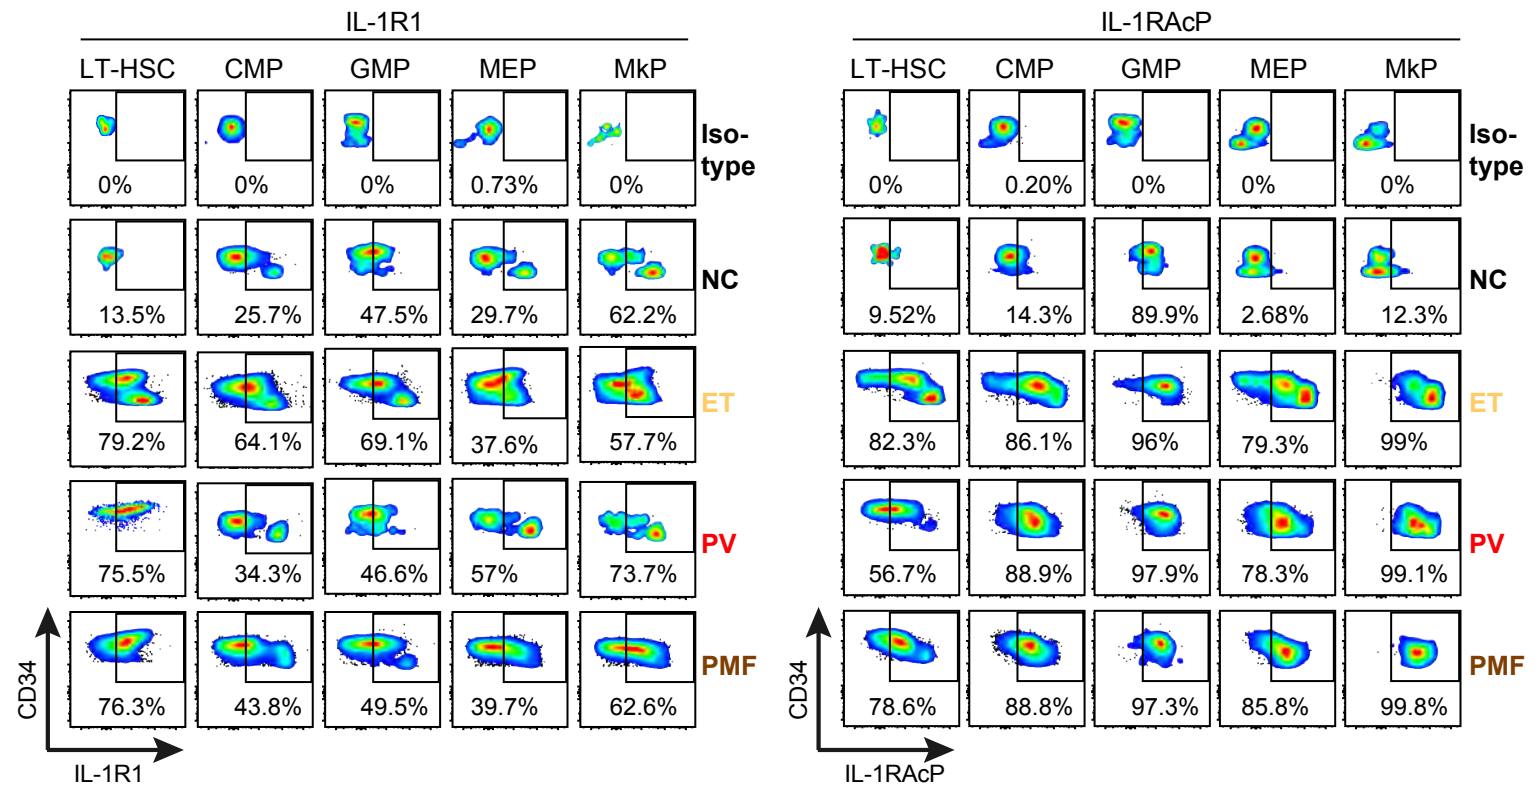 IL-1R1 IL-1RAcP
LT-HSC CMP GMP MEP MkP LT-HSC CMP GMP MEP MkP
0% 0% 0% 0.73% 0% Iso-
type
0% 0.20% 0% 0% 0% Iso-
type
13.5% 25.7% 47.5% 29.7% 62.2% NC 9.52% 14.3% 89.9% 2.68% 12.3% NC
79.2% 64.1% 69.1% 37.6% 57.7% ET 82.3% 86.1% 96% 79.3% 99% ET
75.5% 34.3% 46.6% 57% 73.7% PV 56.7% 88.9% 97.9% 78.3% 99.1% PV
76.3% 43.8% 49.5% 39.7% 62.6% PMF 78.6% 88.8% 97.3% 85.8% 99.8% PMF
CD34 CD34
IL-1R1 IL-1RAcP